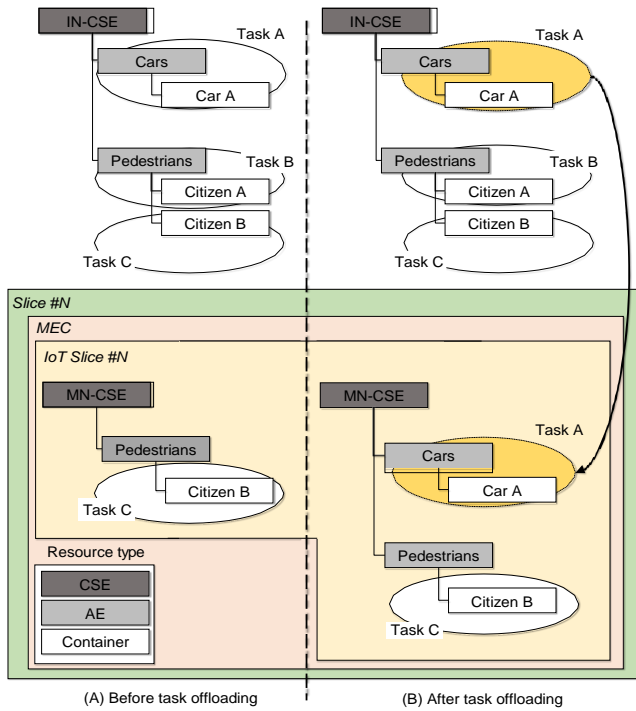 IN-CSE
Task A
Cars
Car A
Pedestrians
Task B
Citizen A
Citizen B
Task C
IN-CSE
Task A
Cars
Car A
Pedestrians
Task B
Citizen A
Citizen B
Task C
Slice #N
MEC
IoT Slice #N
MN-CSE
Pedestrians
Citizen B
Task C
Resource type
CSE
AE
Container
MN-CSE
Task A
Cars
Car A
Pedestrians
Citizen B
Task C
(A) Before task offloading
(B) After task offloading